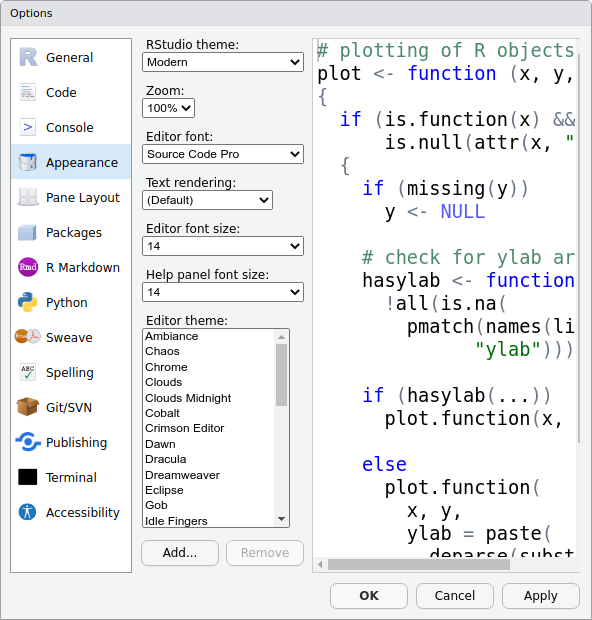 Options
General
Code
Console
Appearance
Pane Layout
Packages
Rmd
R Markdown
Python
Sweave
ABC
Spelling
Git/SVN
Publishing
Terminal
Accessibility
RStudio theme:
Modern
Zoom:
100%
Editor font:
Source Code Pro
Text rendering:
(Default)
Editor font size:
14
Help panel font size:
14
Editor theme:
Ambiance
Chaos
Chrome
Clouds
Clouds Midnight
Cobalt
Crimson Editor
Dawn
Dracula
Dreamweaver
Eclipse
Gob
Idle Fingers
Add...
Remove
# plotting of R objects
plot <- function (x, y,
{
if (is.function(x) &&
is.null(attr(x, "
{
if (missing(y))
y <- NULL
# check for ylab ar
hasylab <- function
!all(is.na(
pmatch(names(li
"ylab")))
if (hasylab(...))
plot.function(x,
else
plot.function(
x, y,
ylab = paste(
deparse(subst
OK
Cancel
Apply